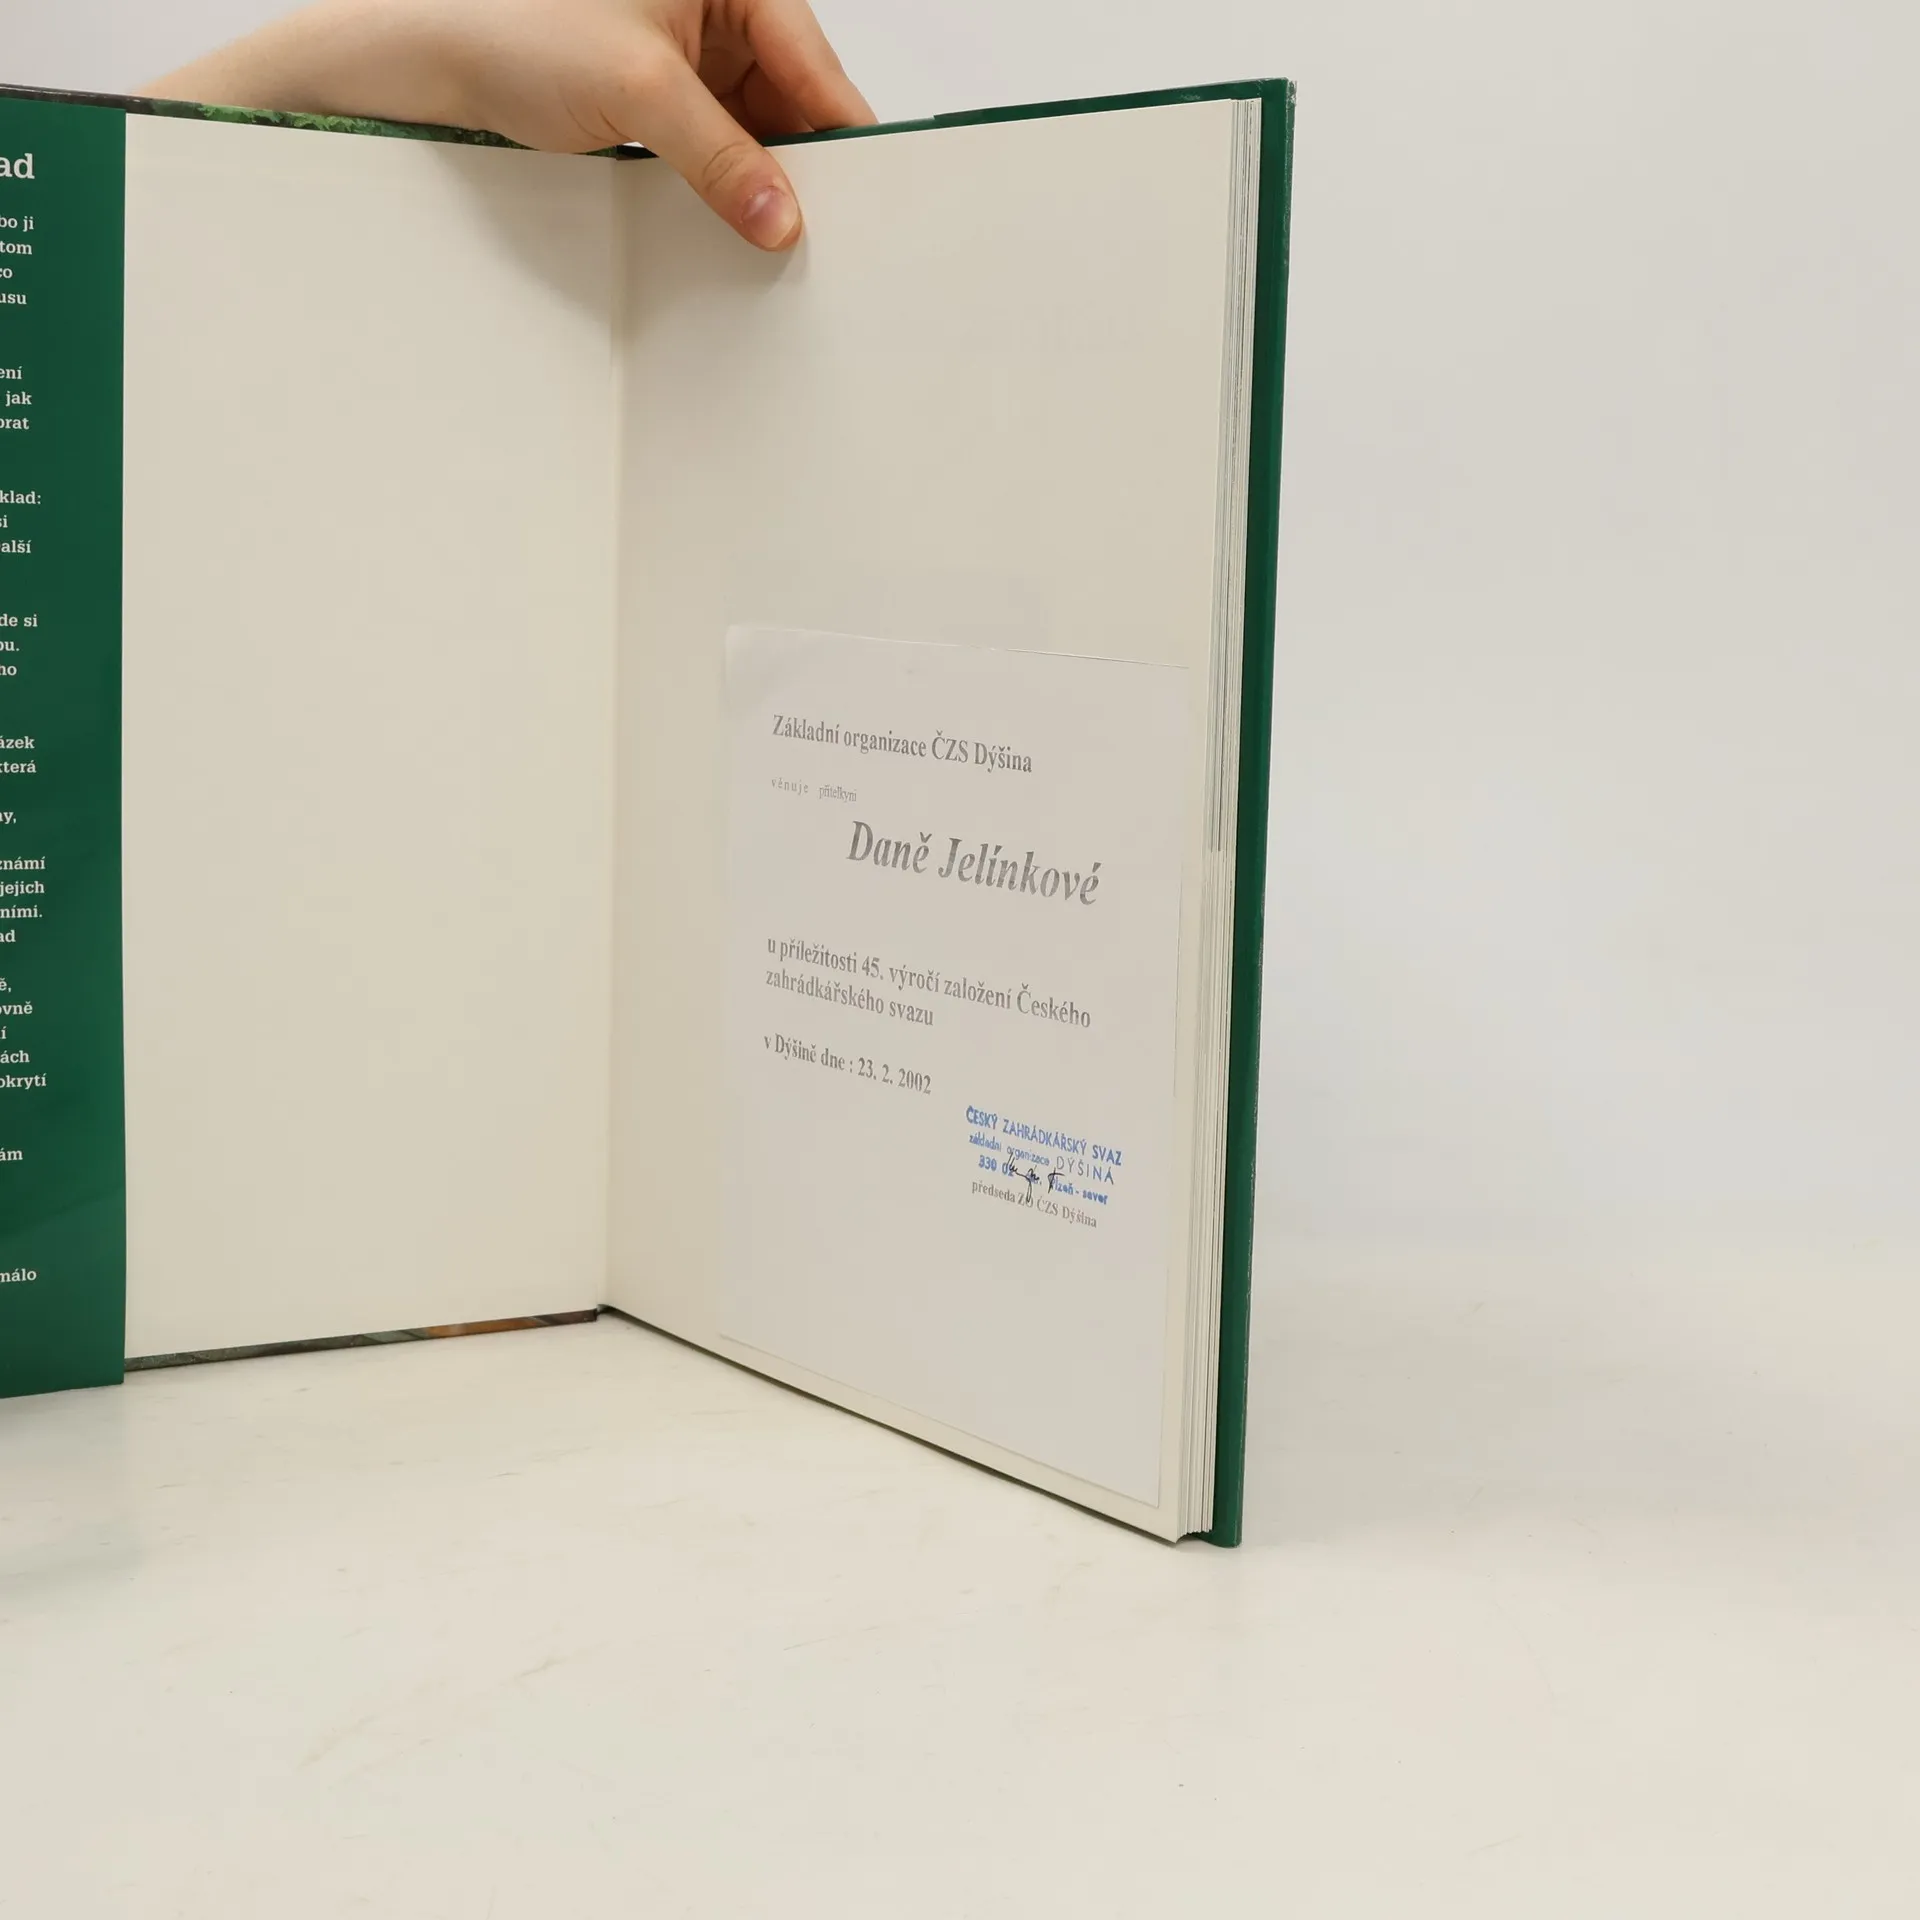 ad
bo ji
tom
co
usu
ení
jak
brat
klad:
si
alší
de si
ou.
ho
ázek
která
ny,
známí
jejich
ními.
ad
ě,
ovně
í
ách
okrytí
ám
málo
Základní organizace ČZS Dýšina
věnuje přítelkyni
Daně Jelínkové
u příležitosti 45. výročí založení Českého
zahrádkářského svazu
v Dýšině dne : 23. 2. 2002
ČESKÝ ZAHRÁDKÁŘSKÝ SVAZ
základní organizace DÝŠINA
330 02 Plzeň - sever
předseda ZO ČZS Dýšina